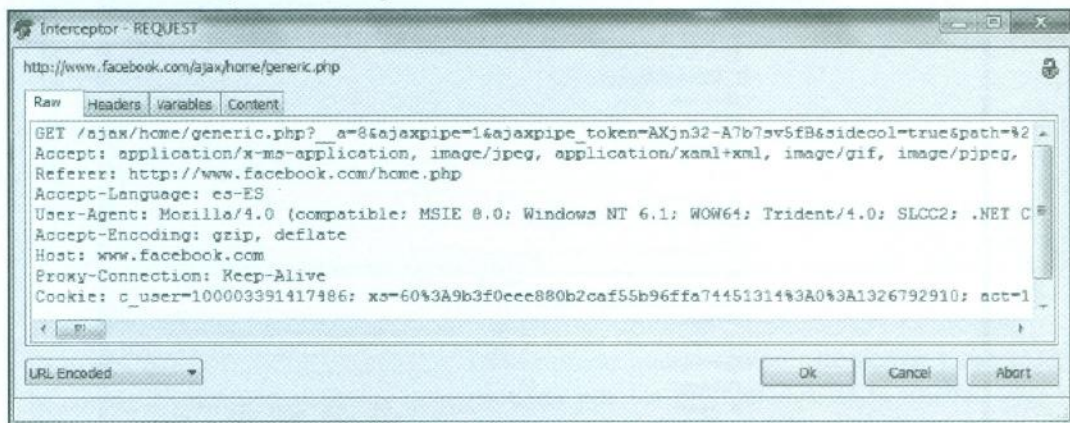 Interceptor - REQUEST
http://www.facebook.com/ajax/home/generic.php
Raw Headers Variables Content
GET /ajax/home/generic.php?__a=8&ajaxpipe=1&ajaxpipe_token=AXjn32-A7b7sv5fB&sidecol=true&path=%2
Accept: application/x-ms-application, image/jpeg, application/xaml+xml, image/gif, image/pjpeg,
Referer: http://www.facebook.com/home.php
Accept-Language: es-ES
User-Agent: Mozilla/4.0 (compatible; MSIE 8.0; Windows NT 6.1; WOW64; Trident/4.0; SLCC2; .NET C
Accept-Encoding: gzip, deflate
Host: www.facebook.com
Proxy-Connection: Keep-Alive
Cookie: c_user=100003391417486; xs=60%3A9b3f0eee880b2caf55b96ffa74451314%3A0%3A1326792910; act=1
URL Encoded
Ok Cancel Abort